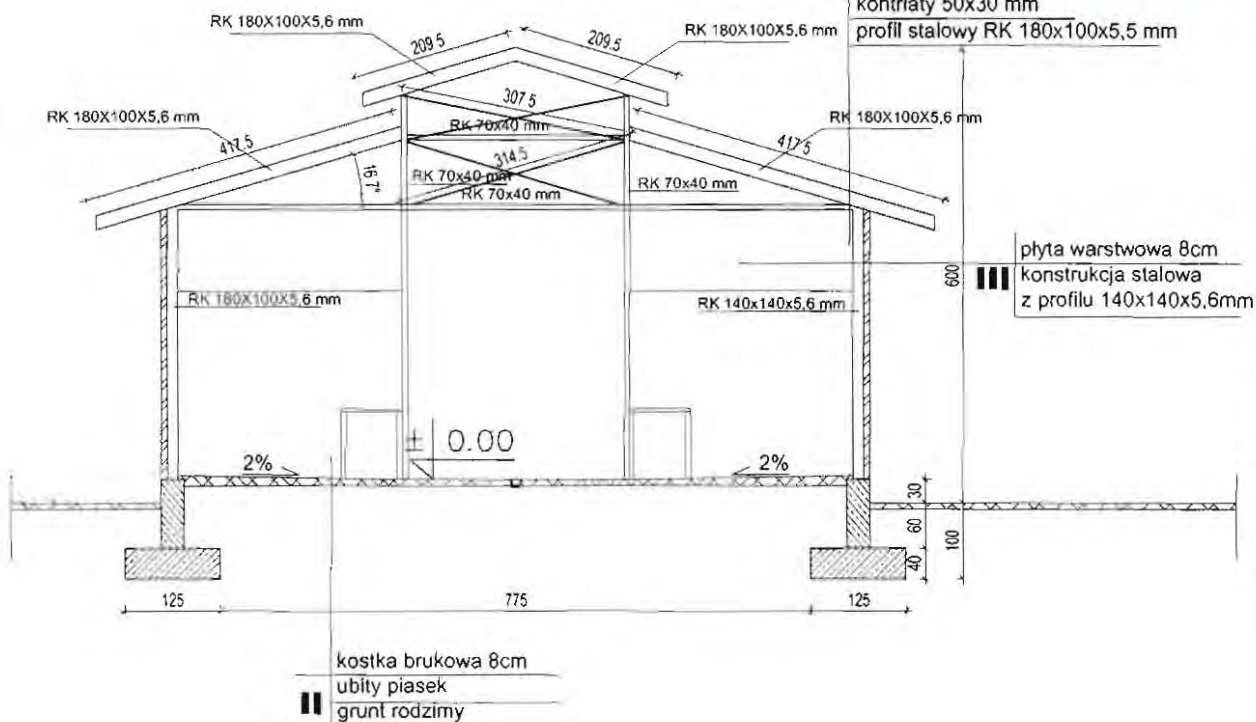 kontrłaty 50x30 mm
RK 180X100X5,6 mm
209.5
209.5
RK 180X100X5,6 mm
profil stalowy RK 180x100x5,5 mm
RK 180X100X5,6 mm
417.5
307.5
RK 70x40 mm
RK 180X100X5,6 mm
417.5
16.7°
314.5
RK 70x40 mm
RK 70x40 mm
RK 70x40 mm
600
płyta warstwowa 8cm
III konstrukcja stalowa
z profilu 140x140x5,6mm
RK 180X100X5,6 mm
RK 140x140x5,6 mm
± 0.00
2%
2%
30
60
100
40
125
775
125
kostka brukowa 8cm
ubity piasek
II grunt rodzimy